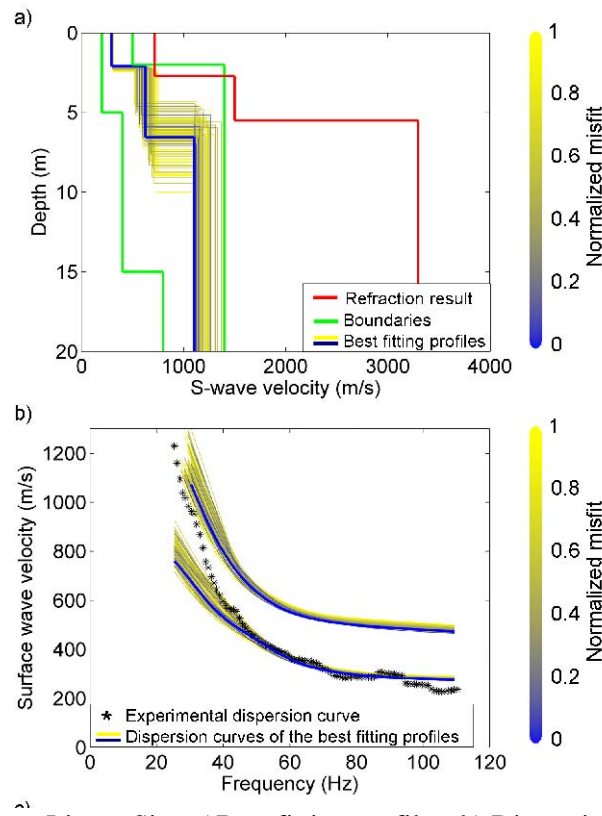 a)
0
5
10
15
20
Depth (m)
0
1000
2000
3000
4000
S-wave velocity (m/s)
Refraction result
Boundaries
Best fitting profiles
1
0.8
0.6
0.4
0.2
0
Normalized misfit
b)
1200
1000
800
600
400
200
0
Surface wave velocity (m/s)
0
20
40
60
80
100
120
Frequency (Hz)
Experimental dispersion curve
Dispersion curves of the best fitting profiles
1
0.8
0.6
0.4
0.2
0
Normalized misfit